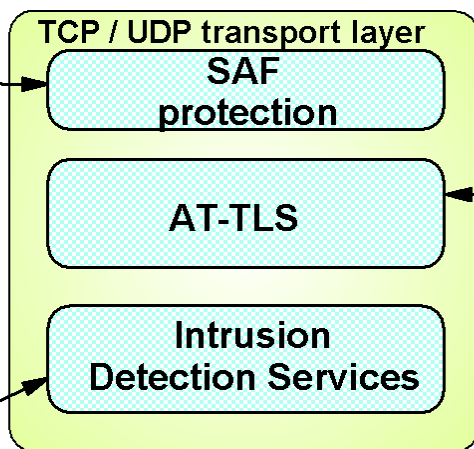 TCP / UDP transport layer
SAF
protection
AT-TLS
Intrusion
Detection Services